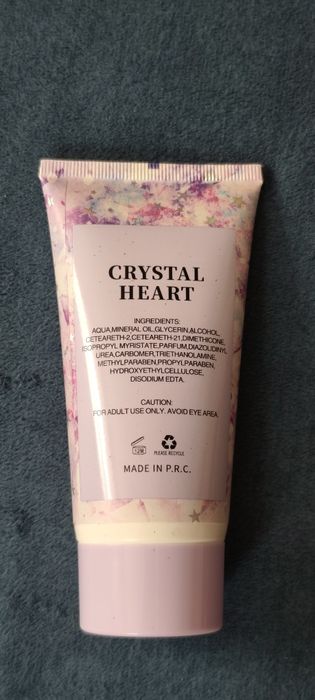 CRYSTAL
HEART
INGREDIENTS:
AQUA,MINERAL OIL,GLYCERIN,ALCOHOL,
CETEARETH-2,CETEARETH-21,DIMETHICONE,
ISOPROPYL MYRISTATE,PARFUM,DIAZOLIDINYL
UREA,CARBOMER,TRIETHANOLAMINE,
METHYLPARABEN,PROPYLPARABEN,
HYDROXYETHYLCELLULOSE,
DISODIUM EDTA.
CAUTION:
FOR ADULT USE ONLY. AVOID EYE AREA.
12M
PLEASE RECYCLE
MADE IN P.R.C.